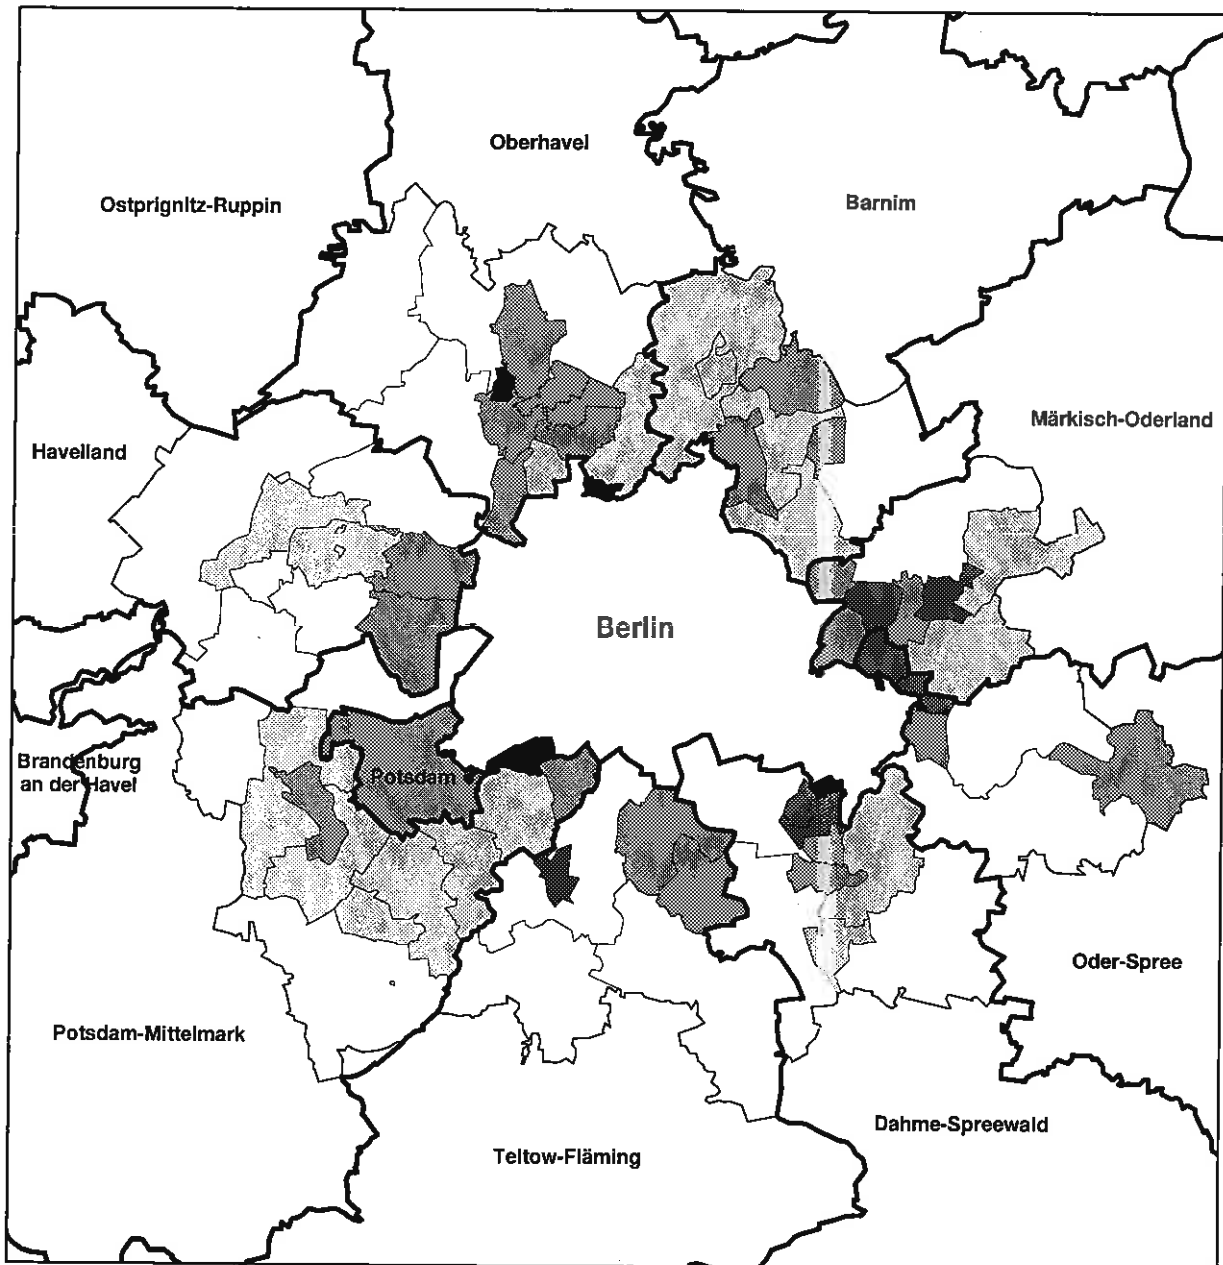 Oberhavel
Ostprignitz-Ruppin
Barnim
Märkisch-Oderland
Havelland
Berlin
Brandenburg
an der Havel
Potsdam
Oder-Spree
Potsdam-Mittelmark
Dahme-Spreewald
Teltow-Fläming